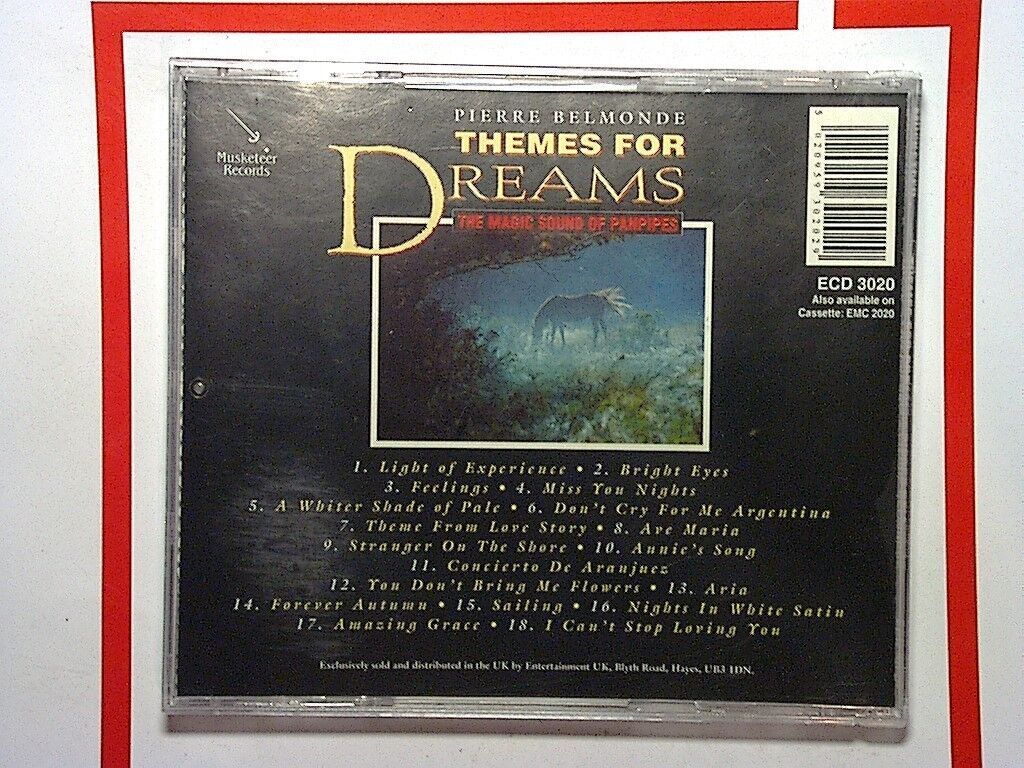 Musketeer
Records
PIERRE BELMONDE
THEMES FOR
DREAMS
THE MAGIC SOUND OF PANPIPES
5 020959 302029
ECD 3020
Also available on
Cassette: EMC 2020
1. Light of Experience • 2. Bright Eyes
3. Feelings • 4. Miss You Nights
5. A Whiter Shade of Pale • 6. Don't Cry For Me Argentina
7. Theme From Love Story • 8. Ave Maria
9. Stranger On The Shore • 10. Annie's Song
11. Concierto De Aranjuez
12. You Don't Bring Me Flowers • 13. Aria
14. Forever Autumn • 15. Sailing • 16. Nights In White Satin
17. Amazing Grace • 18. I Can't Stop Loving You
Exclusively sold and distributed in the UK by Entertainment UK, Blyth Road, Hayes, UB3 1DN.